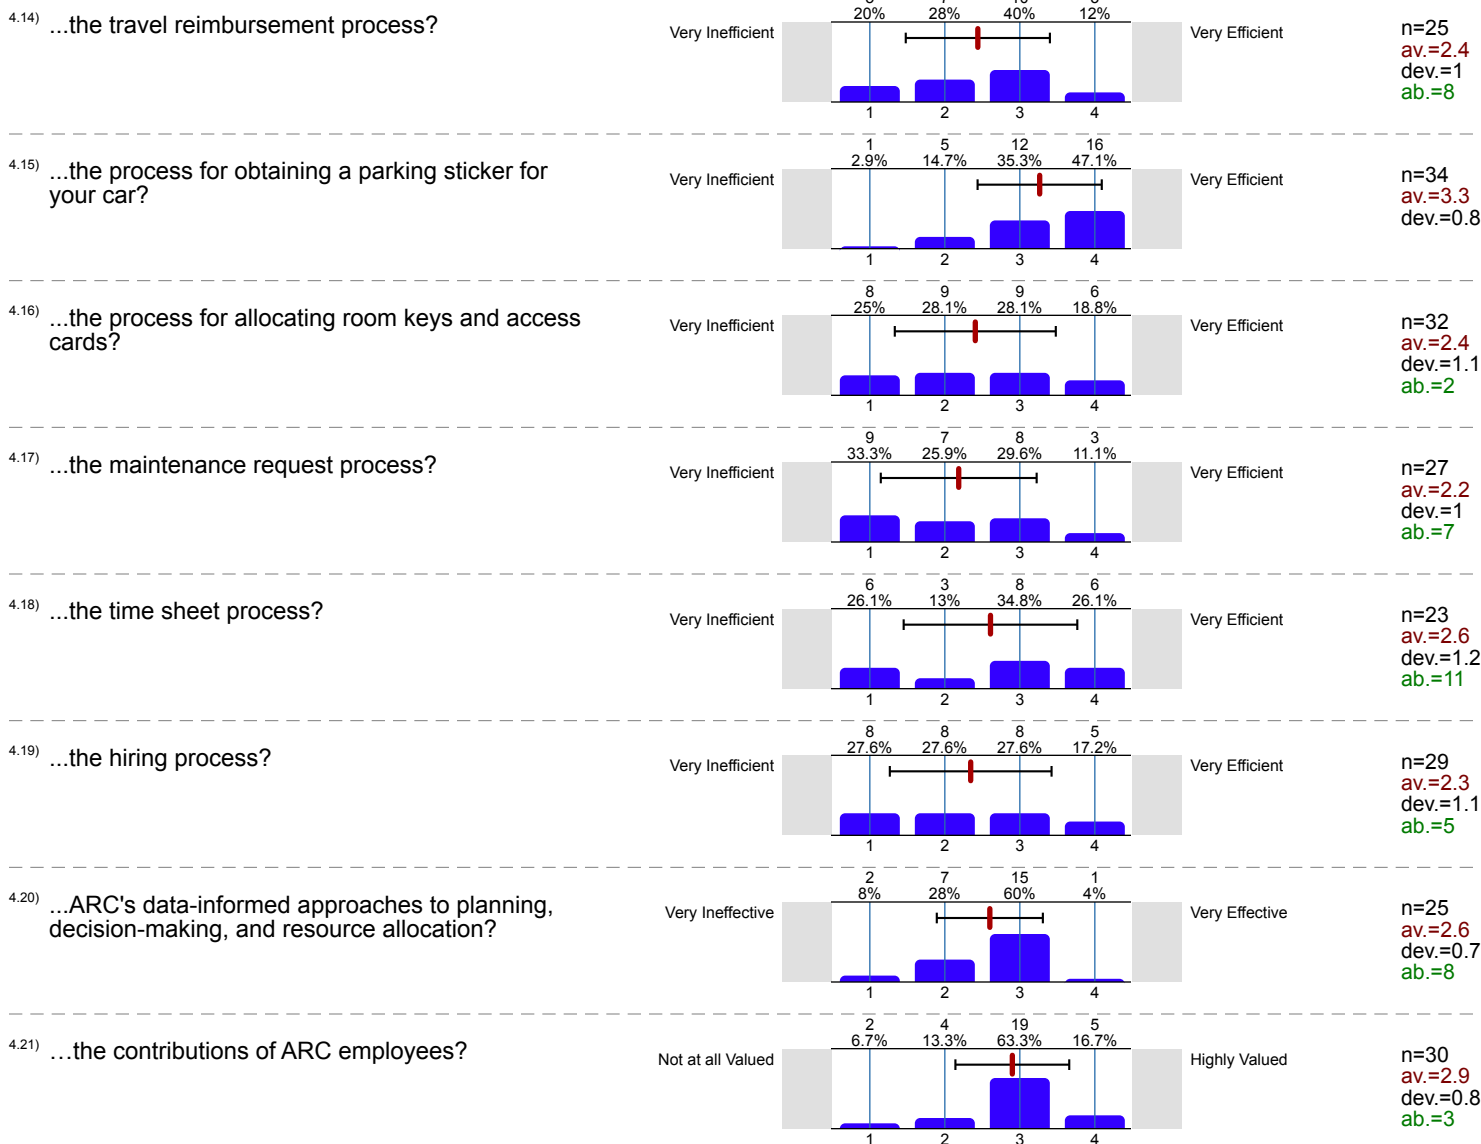 20% 28% 40% 12%
4.14) ...the travel reimbursement process?
Very Inefficient
Very Efficient
n=25
av.=2.4
dev.=1
ab.=8
1 2 3 4
1 5 12 16
2.9% 14.7% 35.3% 47.1%
4.15) ...the process for obtaining a parking sticker for
your car?
Very Inefficient
Very Efficient
n=34
av.=3.3
dev.=0.8
1 2 3 4
8 9 9 6
25% 28.1% 28.1% 18.8%
4.16) ...the process for allocating room keys and access
cards?
Very Inefficient
Very Efficient
n=32
av.=2.4
dev.=1.1
ab.=2
1 2 3 4
9 7 8 3
33.3% 25.9% 29.6% 11.1%
4.17) ...the maintenance request process?
Very Inefficient
Very Efficient
n=27
av.=2.2
dev.=1
ab.=7
1 2 3 4
6 3 8 6
26.1% 13% 34.8% 26.1%
4.18) ...the time sheet process?
Very Inefficient
Very Efficient
n=23
av.=2.6
dev.=1.2
ab.=11
1 2 3 4
8 8 8 5
27.6% 27.6% 27.6% 17.2%
4.19) ...the hiring process?
Very Inefficient
Very Efficient
n=29
av.=2.3
dev.=1.1
ab.=5
1 2 3 4
2 7 15 1
8% 28% 60% 4%
4.20) ...ARC's data-informed approaches to planning,
decision-making, and resource allocation?
Very Ineffective
Very Effective
n=25
av.=2.6
dev.=0.7
ab.=8
1 2 3 4
2 4 19 5
6.7% 13.3% 63.3% 16.7%
4.21) …the contributions of ARC employees?
Not at all Valued
Highly Valued
n=30
av.=2.9
dev.=0.8
ab.=3
1 2 3 4